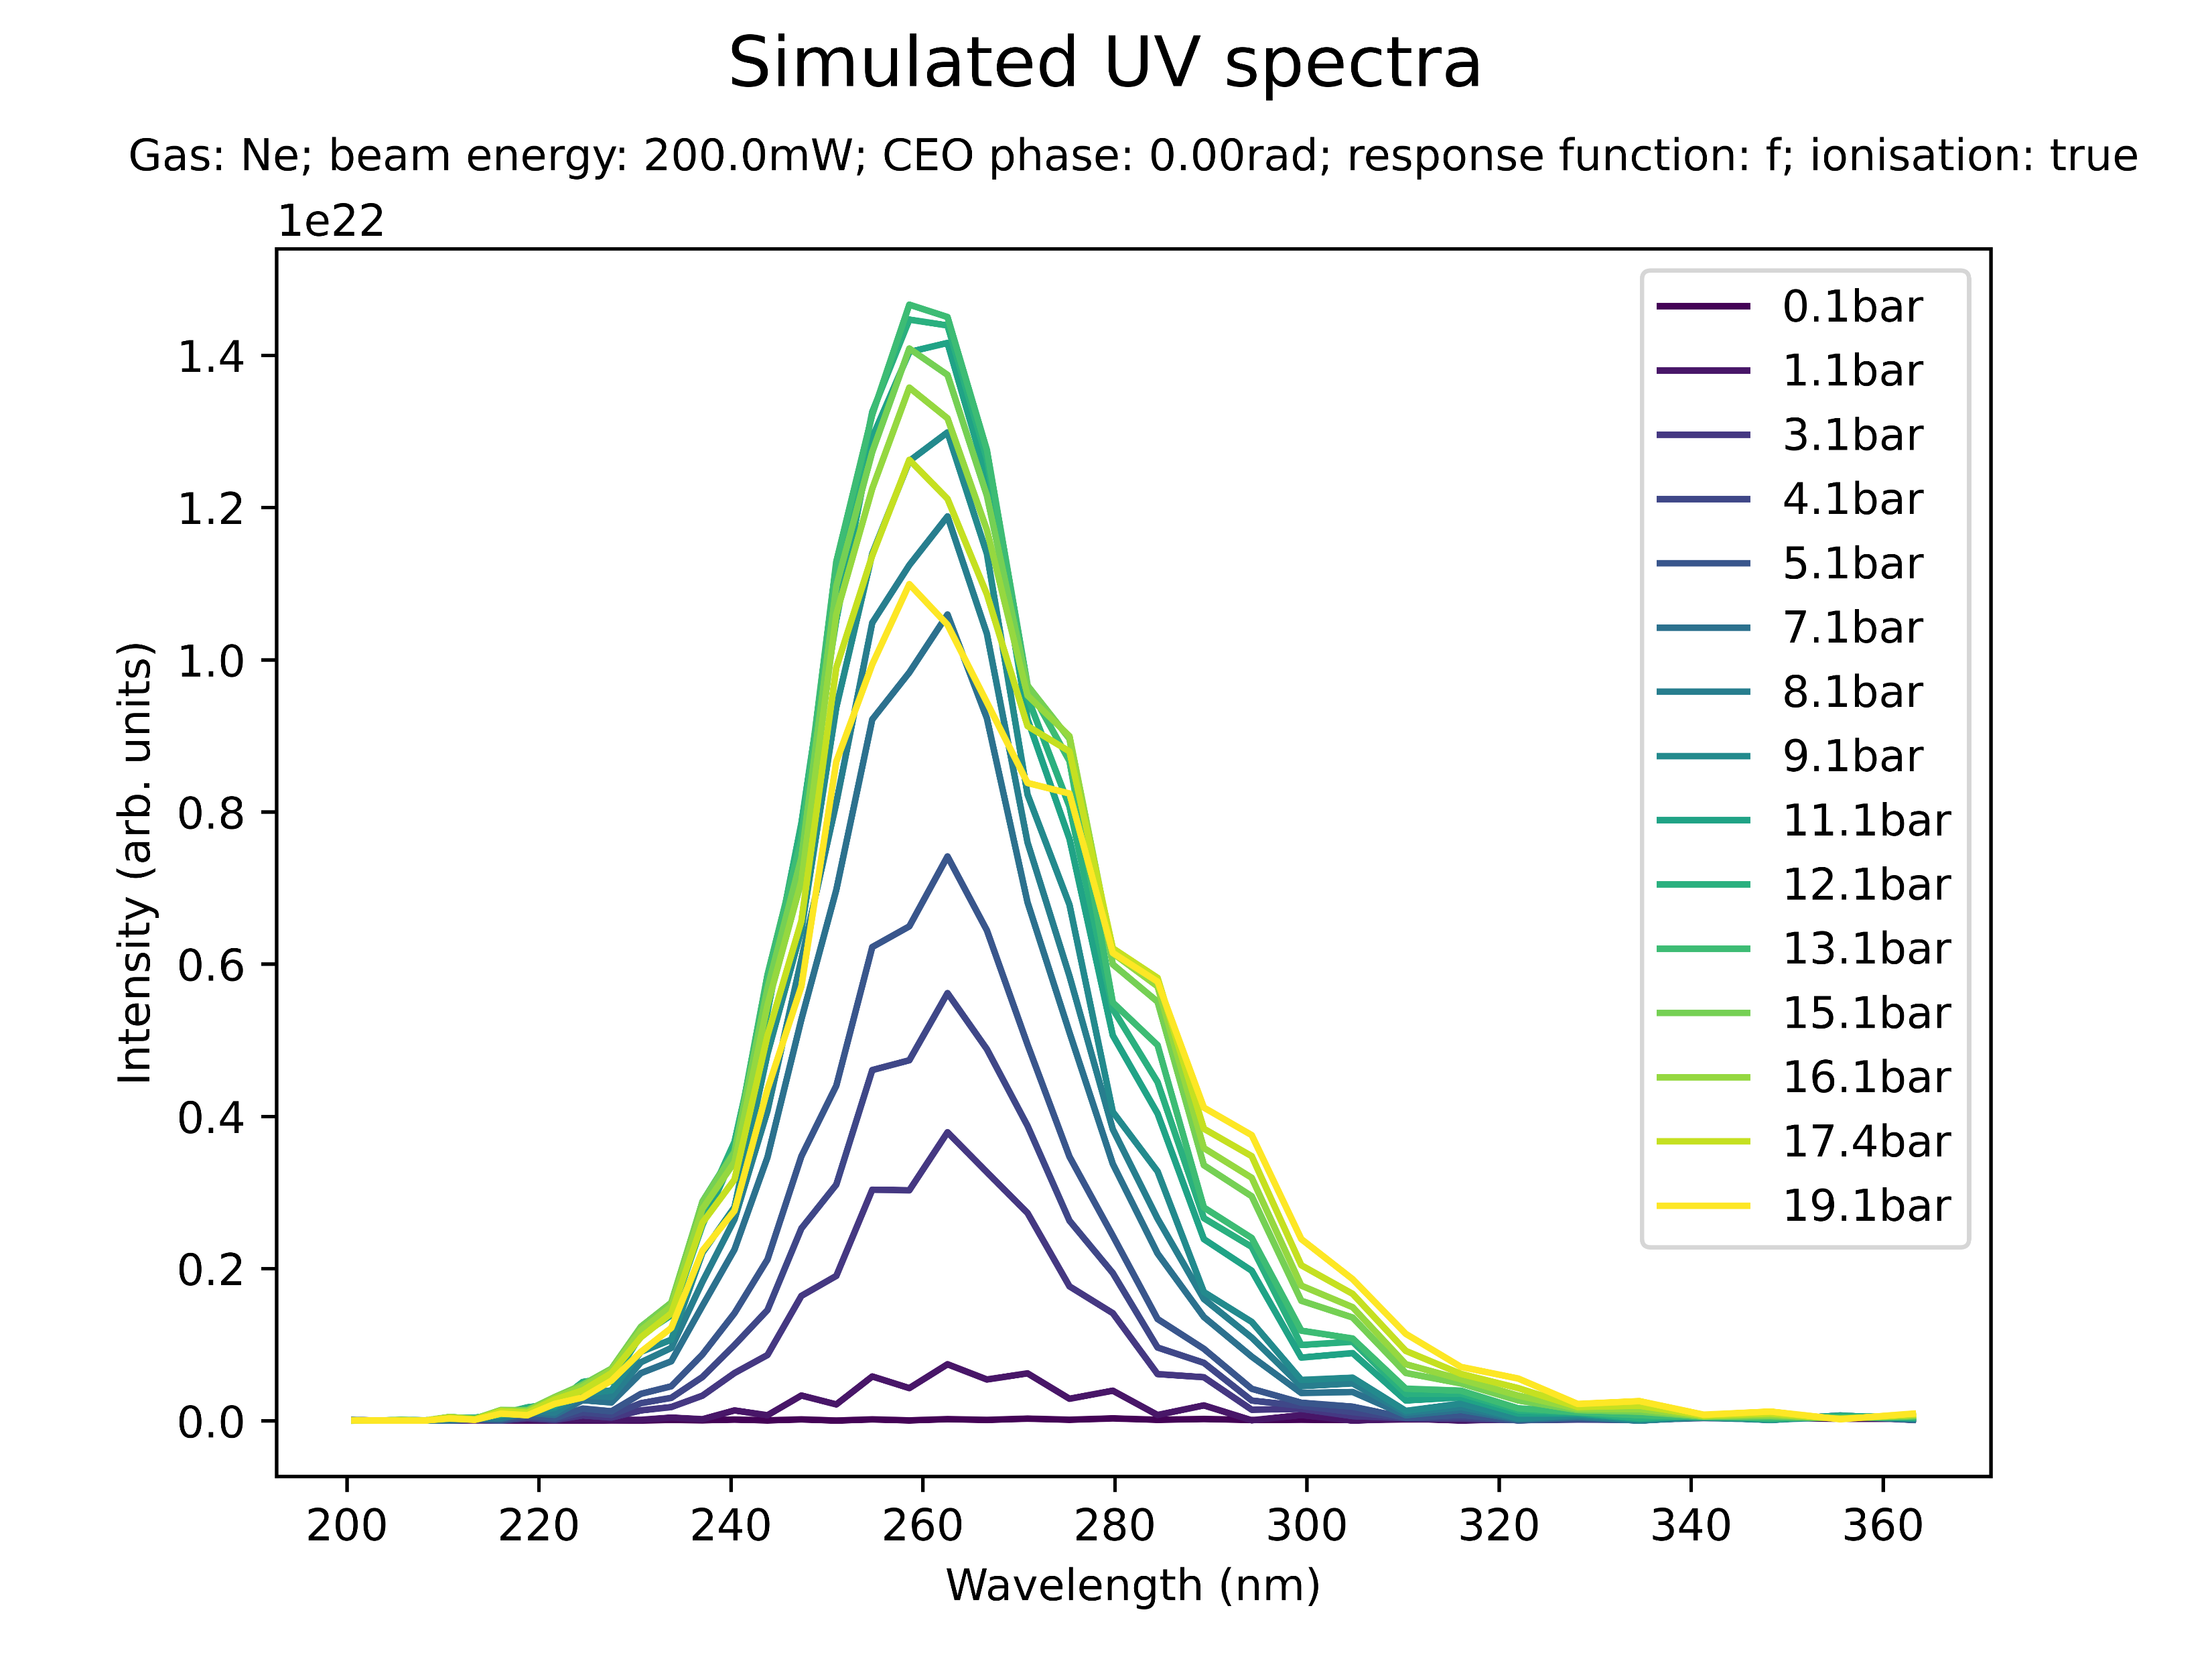 Simulated UV spectra
Gas: Ne; beam energy: 200.0mW; CEO phase: 0.00rad; response function: f; ionisation: true
1e22
0.1bar
1.1bar
3.1bar
4.1bar
5.1bar
7.1bar
8.1bar
9.1bar
11.1bar
12.1bar
13.1bar
15.1bar
16.1bar
17.4bar
19.1bar
1.4
1.2
1.0
0.8
0.6
0.4
0.2
0.0
Intensity (arb. units)
200 220 240 260 280 300 320 340 360
Wavelength (nm)